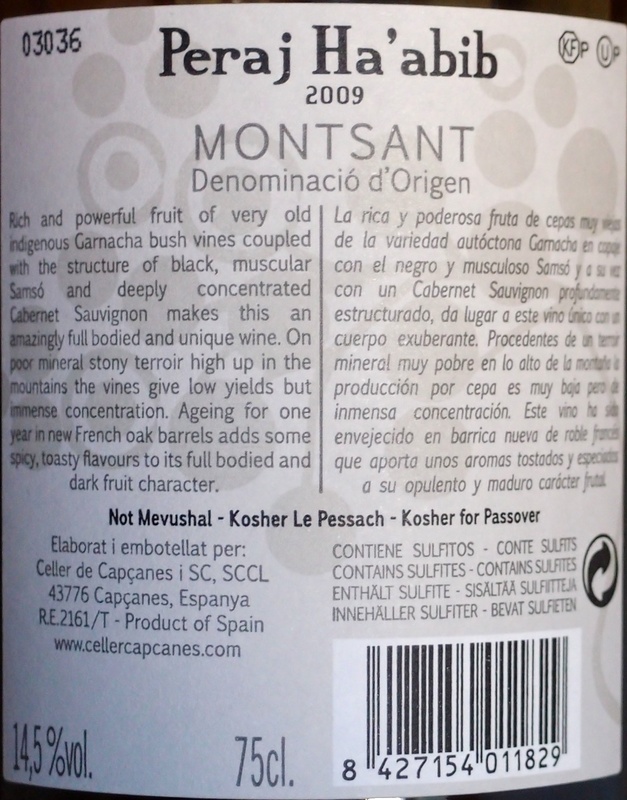 03036
Peraj Ha'abib
KF P U P
2009
MONTSANT
Denominació d'Origen
Rich and powerful fruit of very old
indigenous Garnacha bush vines coupled
with the structure of black, muscular
Samsó and deeply concentrated
Cabernet Sauvignon makes this an
amazingly full bodied and unique wine. On
poor mineral stony terroir high up in the
mountains the vines give low yields but
immense concentration. Ageing for one
year in new French oak barrels adds some
spicy, toasty flavours to its full bodied and
dark fruit character.
La rica y poderosa fruta de cepas muy viejas
de la variedad autóctona Garnacha en coupage
con el negro y musculoso Samsó y a su vez
con un Cabernet Sauvignon profundamente
estructurado, da lugar a este vino único con un
cuerpo exuberante. Procedentes de un terroir
mineral muy pobre en lo alto de la montaña la
producción por cepa es muy baja pero de
inmensa concentración. Este vino ha sido
envejecido en barrica nueva de roble francés
que aporta unos aromas tostados y especiados
a su opulento y maduro carácter frutal.
Not Mevushal - Kosher Le Pessach - Kosher for Passover
Elaborat i embotellat per:
Celler de Capçanes i SC, SCCL
43776 Capçanes, Espanya
R.E.2161/T - Product of Spain
www.cellercapcanes.com
CONTIENE SULFITOS - CONTE SULFITS
CONTAINS SULFITES - CONTAINS SULFITES
ENTHÄLT SULFITE - SISÄLTÄÄ SULFIITTEJA
INNEHÅLLER SULFITER - BEVAT SULFIETEN
14,5%vol.
75cl.
8 427154 011829